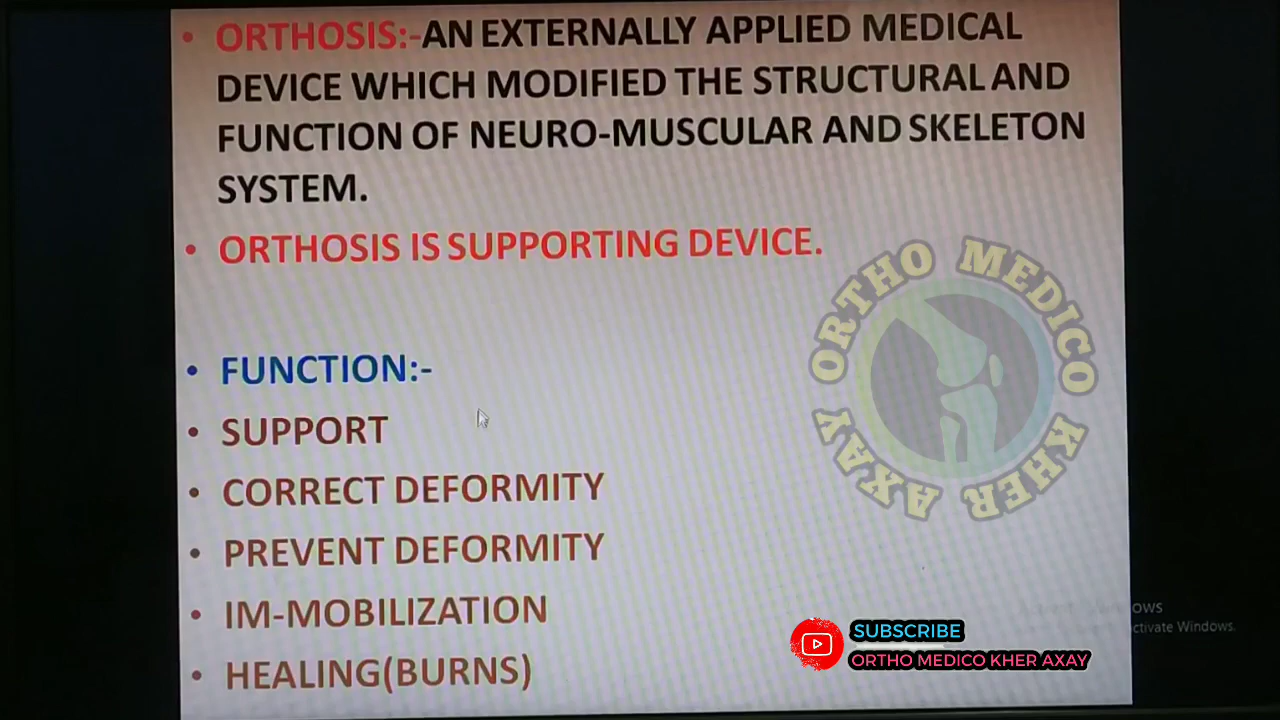 • ORTHOSIS:-AN EXTERNALLY APPLIED MEDICAL
DEVICE WHICH MODIFIED THE STRUCTURAL AND
FUNCTION OF NEURO-MUSCULAR AND SKELETON
SYSTEM.
• ORTHOSIS IS SUPPORTING DEVICE.
• FUNCTION:-
• SUPPORT
• CORRECT DEFORMITY
• PREVENT DEFORMITY
• IM-MOBILIZATION
• HEALING(BURNS)
ORTHO MEDICO KHER AXAY
SUBSCRIBE
ORTHO MEDICO KHER AXAY
Windows.